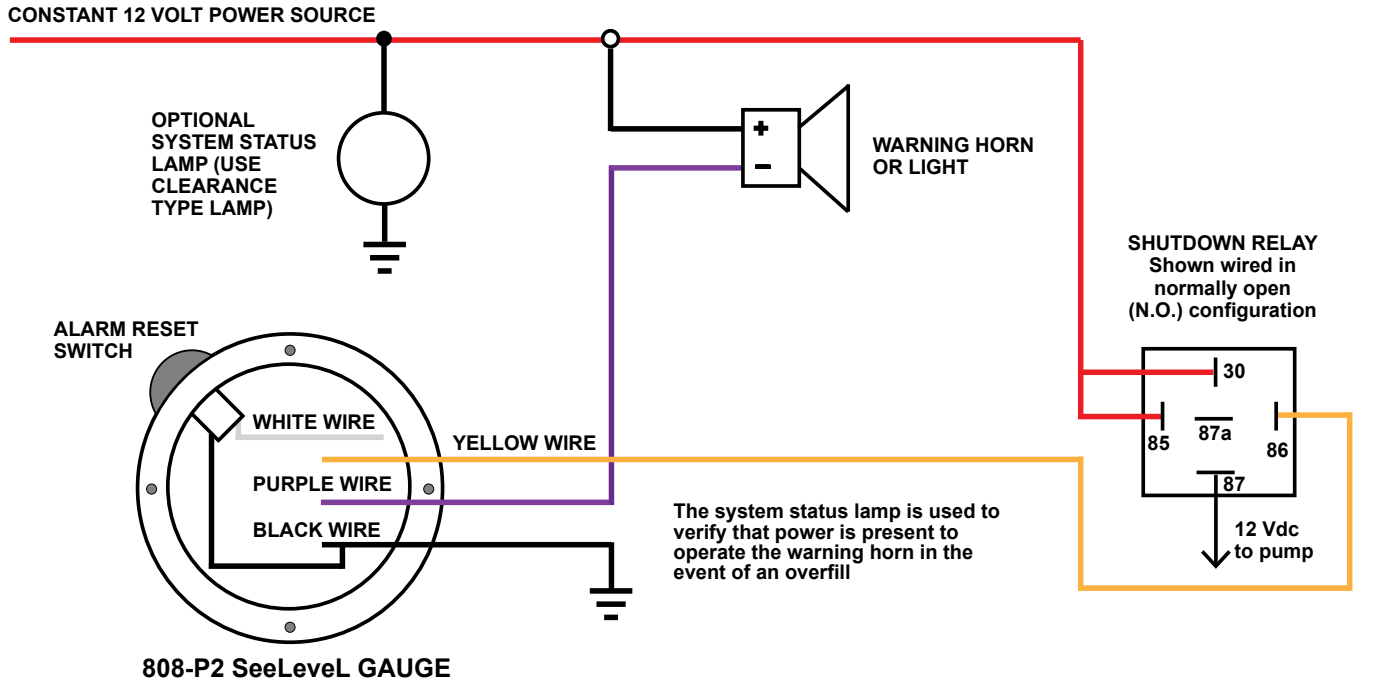 CONSTANT 12 VOLT POWER SOURCE
OPTIONAL
SYSTEM STATUS
LAMP (USE
CLEARANCE
TYPE LAMP)
+
−
WARNING HORN
OR LIGHT
SHUTDOWN RELAY
Shown wired in
normally open
(N.O.) configuration
ALARM RESET
SWITCH
30
85
87a
86
87
12 Vdc
to pump
WHITE WIRE
YELLOW WIRE
PURPLE WIRE
BLACK WIRE
The system status lamp is used to
verify that power is present to
operate the warning horn in the
event of an overfill
808-P2 SeeLeveL GAUGE